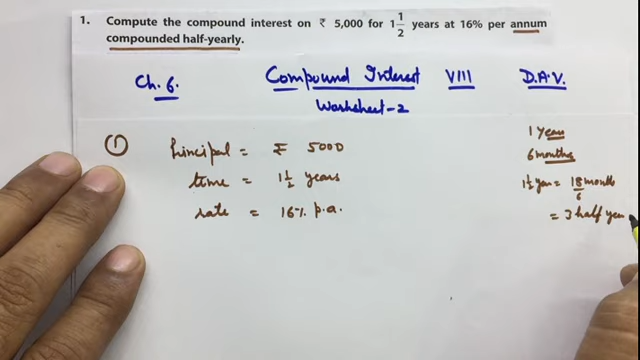 1. Compute the compound interest on ₹ 5,000 for 1 1/2 years at 16% per annum
compounded half-yearly.
Ch.6. Compound Interest VIII D.A.V.
Worksheet-2
① Principal = ₹ 5000
time = 1 1/2 years
rate = 16% p.a.
1 Year
6 months
1 1/2 year = 18 month/6
= 3 half year